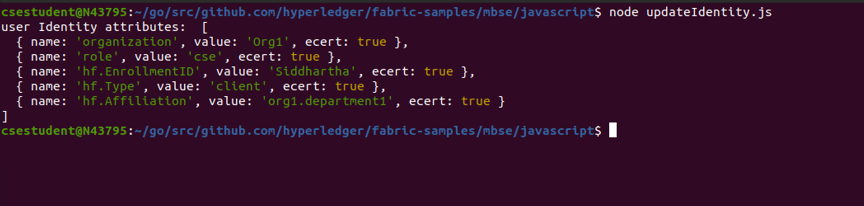 csestudent@N43795:~/go/src/github.com/hyperledger/fabric-samples/mbse/javascript$ node updateIdentity.js
user Identity attributes:  [
  { name: 'organization', value: 'Org1', ecert: true },
  { name: 'role', value: 'cse', ecert: true },
  { name: 'hf.EnrollmentID', value: 'Siddhartha', ecert: true },
  { name: 'hf.Type', value: 'client', ecert: true },
  { name: 'hf.Affiliation', value: 'org1.department1', ecert: true }
]
csestudent@N43795:~/go/src/github.com/hyperledger/fabric-samples/mbse/javascript$